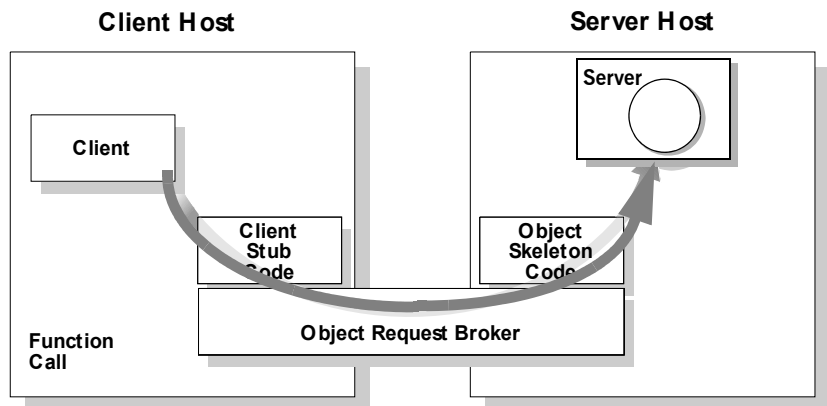 Client Host
Server Host
Server
Client
Client
Stub
Code
Object
Skeleton
Code
Object Request Broker
Function
Call